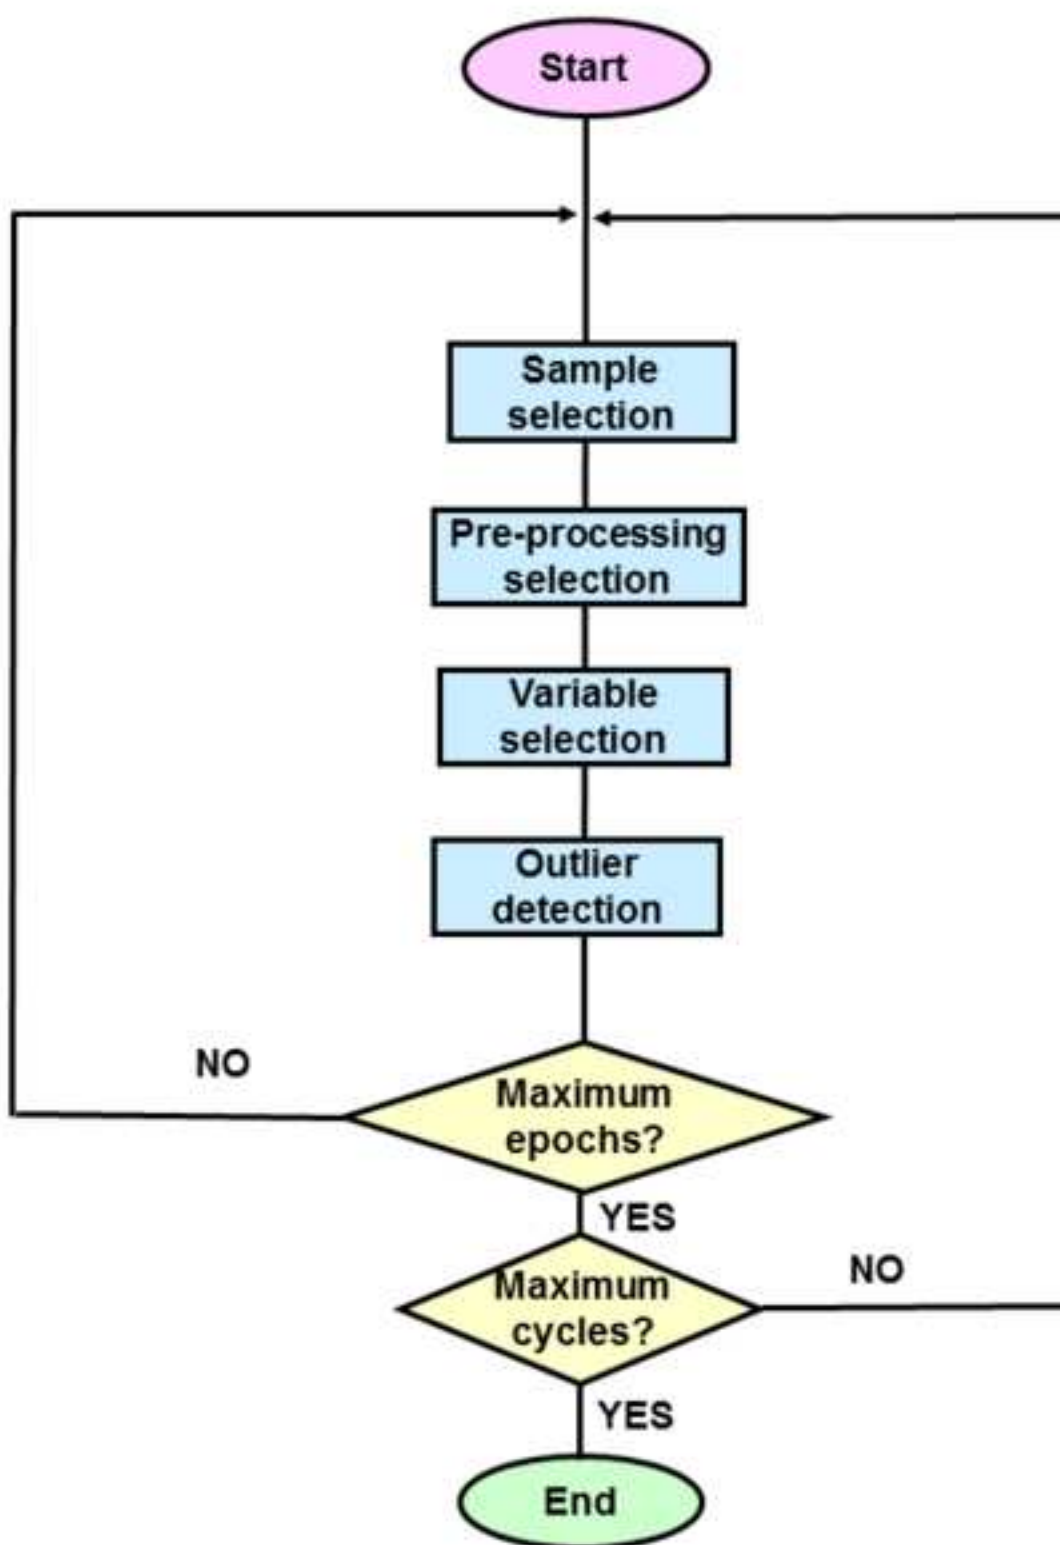 Start
Sample
selection
Pre-processing
selection
Variable
selection
Outlier
detection
NO
Maximum
epochs?
YES
NO
Maximum
cycles?
YES
End